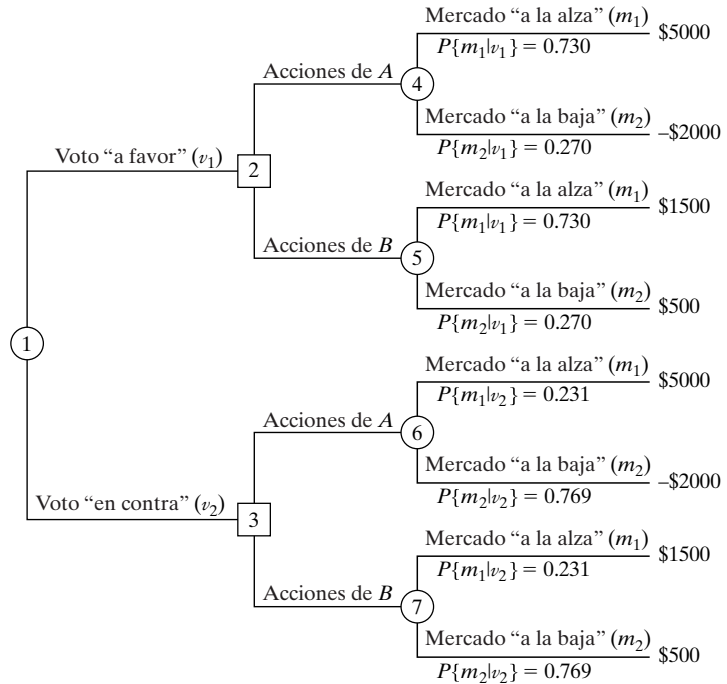 Mercado “a la alza” (m₁)
$5000
P{m₁|v₁} = 0.730
Acciones de A
4
Mercado “a la baja” (m₂)
–$2000
P{m₂|v₁} = 0.270
Voto “a favor” (v₁)
2
Mercado “a la alza” (m₁)
$1500
P{m₁|v₁} = 0.730
Acciones de B
5
Mercado “a la baja” (m₂)
$500
P{m₂|v₁} = 0.270
1
Mercado “a la alza” (m₁)
$5000
P{m₁|v₂} = 0.231
Acciones de A
6
Mercado “a la baja” (m₂)
–$2000
P{m₂|v₂} = 0.769
Voto “en contra” (v₂)
3
Mercado “a la alza” (m₁)
$1500
P{m₁|v₂} = 0.231
Acciones de B
7
Mercado “a la baja” (m₂)
$500
P{m₂|v₂} = 0.769